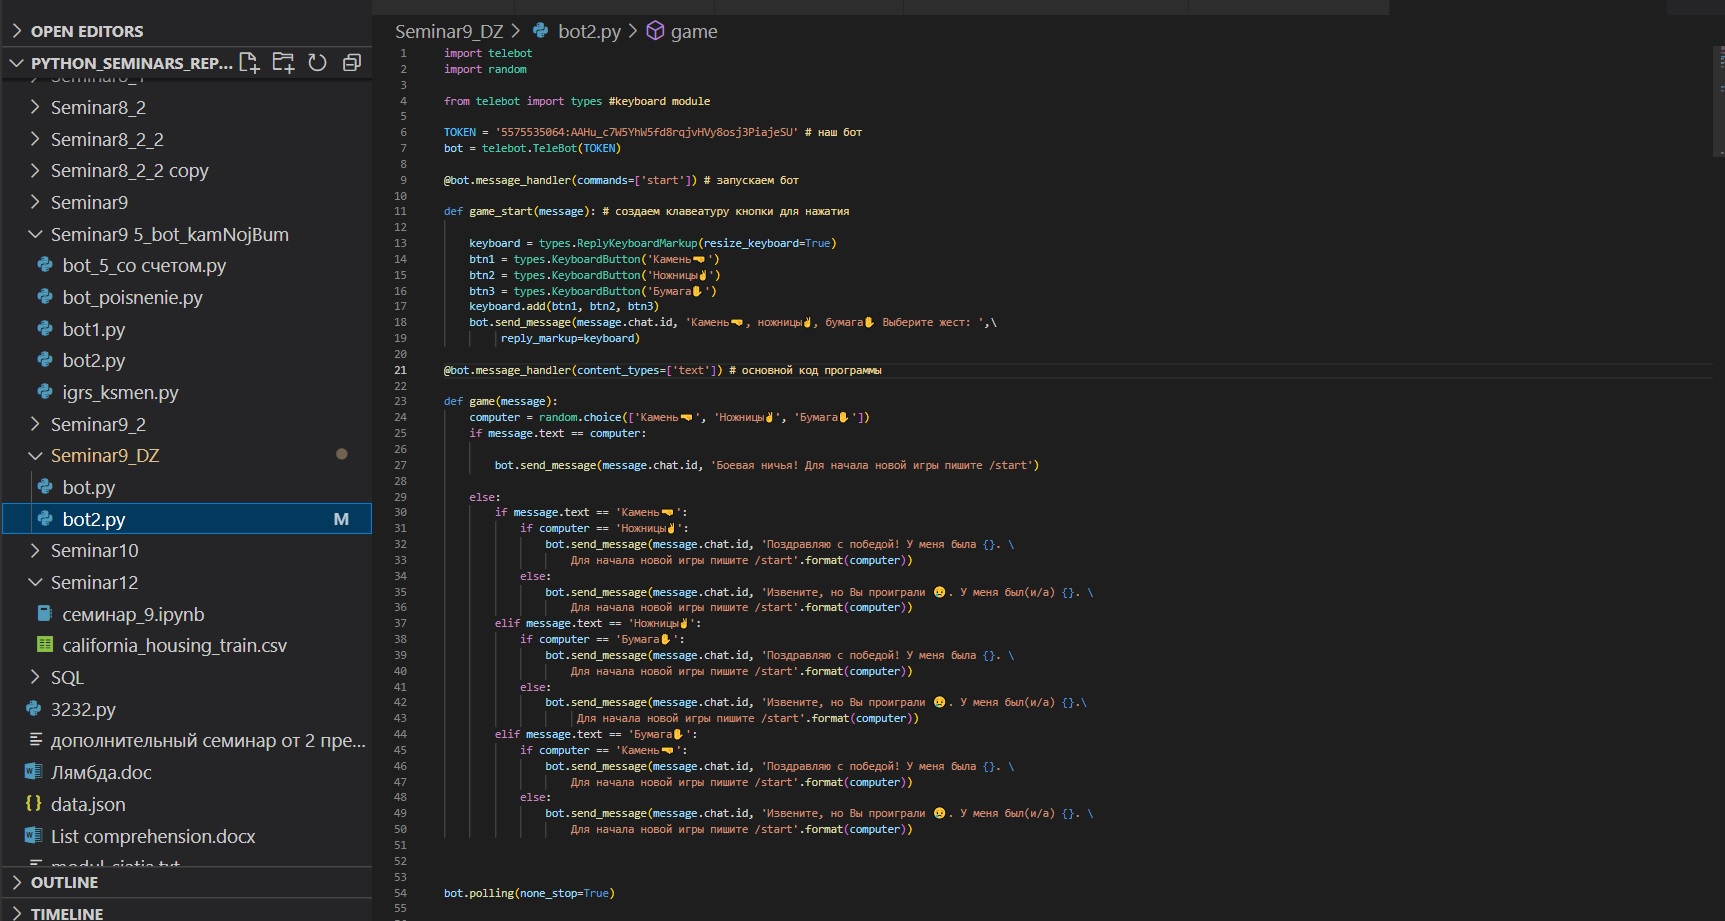 OPEN EDITORS
PYTHON_SEMINARS_REP...
Seminar8_2
Seminar8_2_2
Seminar8_2_2 copy
Seminar9
Seminar9 5_bot_kamNojBum
bot_5_со счетом.py
bot_poisnenie.py
bot1.py
bot2.py
igrs_ksmen.py
Seminar9_2
Seminar9_DZ
bot.py
bot2.py M
Seminar10
Seminar12
семинар_9.ipynb
california_housing_train.csv
SQL
3232.py
дополнительный семинар от 2 пре...
Лямбда.doc
data.json
List comprehension.docx
OUTLINE
TIMELINE
Seminar9_DZ > bot2.py > game
1 import telebot
2 import random
3
4 from telebot import types #keyboard module
5
6 TOKEN = '5575535064:AAHu_c7W5YhW5fd8rqjvHVy8osj3PiajeSU' # наш бот
7 bot = telebot.TeleBot(TOKEN)
8
9 @bot.message_handler(commands=['start']) # запускаем бот
10
11 def game_start(message): # создаем клавеатуру кнопки для нажатия
12
13 keyboard = types.ReplyKeyboardMarkup(resize_keyboard=True)
14 btn1 = types.KeyboardButton('Камень🤜')
15 btn2 = types.KeyboardButton('Ножницы✌')
16 btn3 = types.KeyboardButton('Бумага✋')
17 keyboard.add(btn1, btn2, btn3)
18 bot.send_message(message.chat.id, 'Камень🤜, ножницы✌, бумага✋ Выберите жест: ',\
19 reply_markup=keyboard)
20
21 @bot.message_handler(content_types=['text']) # основной код программы
22
23 def game(message):
24 computer = random.choice(['Камень🤜', 'Ножницы✌', 'Бумага✋'])
25 if message.text == computer:
26
27 bot.send_message(message.chat.id, 'Боевая ничья! Для начала новой игры пишите /start')
28
29 else:
30 if message.text == 'Камень🤜':
31 if computer == 'Ножницы✌':
32 bot.send_message(message.chat.id, 'Поздравляю с победой! У меня была {}. \
33 Для начала новой игры пишите /start'.format(computer))
34 else:
35 bot.send_message(message.chat.id, 'Извените, но Вы проиграли 😥. У меня был(и/а) {}. \
36 Для начала новой игры пишите /start'.format(computer))
37 elif message.text == 'Ножницы✌':
38 if computer == 'Бумага✋':
39 bot.send_message(message.chat.id, 'Поздравляю с победой! У меня была {}. \
40 Для начала новой игры пишите /start'.format(computer))
41 else:
42 bot.send_message(message.chat.id, 'Извените, но Вы проиграли 😥. У меня был(и/а) {}.\
43 Для начала новой игры пишите /start'.format(computer))
44 elif message.text == 'Бумага✋':
45 if computer == 'Камень🤜':
46 bot.send_message(message.chat.id, 'Поздравляю с победой! У меня была {}. \
47 Для начала новой игры пишите /start'.format(computer))
48 else:
49 bot.send_message(message.chat.id, 'Извените, но Вы проиграли 😥. У меня был(и/а) {}. \
50 Для начала новой игры пишите /start'.format(computer))
51
52
53
54 bot.polling(none_stop=True)
55